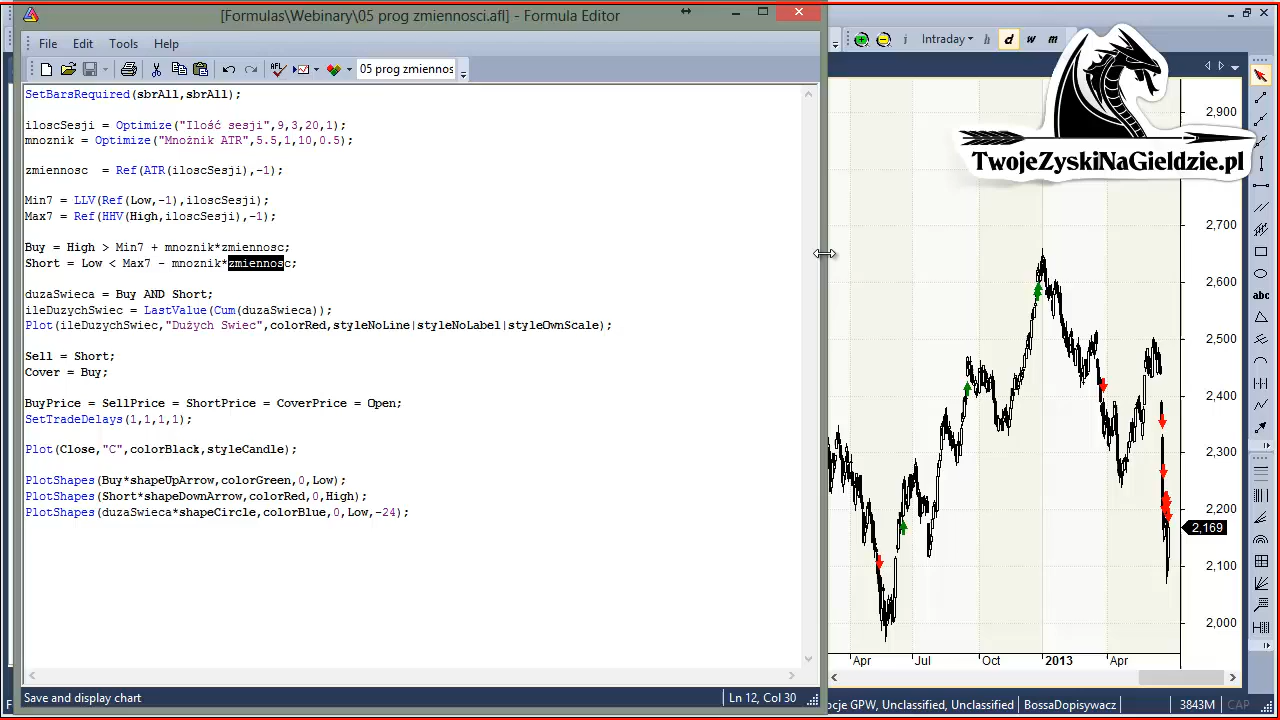 [Formulas\Webinary\05 prog zmiennosci.afl] - Formula Editor
File Edit Tools Help
05 prog zmiennos
Intraday
h d w m
SetBarsRequired(sbrAll,sbrAll);
iloscSesji = Optimize("Ilość sesji",9,3,20,1);
mnoznik = Optimize("Mnożnik ATR",5.5,1,10,0.5);
zmiennosc = Ref(ATR(iloscSesji),-1);
Min7 = LLV(Ref(Low,-1),iloscSesji);
Max7 = Ref(HHV(High,iloscSesji),-1);
Buy = High > Min7 + mnoznik*zmiennosc;
Short = Low < Max7 - mnoznik*zmiennosc;
duzaSwieca = Buy AND Short;
ileDuzychSwiec = LastValue(Cum(duzaSwieca));
Plot(ileDuzychSwiec,"Dużych Swiec",colorRed,styleNoLine|styleNoLabel|styleOwnScale);
Sell = Short;
Cover = Buy;
BuyPrice = SellPrice = ShortPrice = CoverPrice = Open;
SetTradeDelays(1,1,1,1);
Plot(Close,"C",colorBlack,styleCandle);
PlotShapes(Buy*shapeUpArrow,colorGreen,0,Low);
PlotShapes(Short*shapeDownArrow,colorRed,0,High);
PlotShapes(duzaSwieca*shapeCircle,colorBlue,0,Low,-24);
Save and display chart
Ln 12, Col 30
TwojeZyskiNaGieldzie.pl
2,900
2,700
2,600
2,500
2,400
2,300
2,200
2,169
2,100
2,000
Apr Jul Oct 2013 Apr
abc
ocje GPW, Unclassified, Unclassified
BossaDopisywacz
3843M
CAP